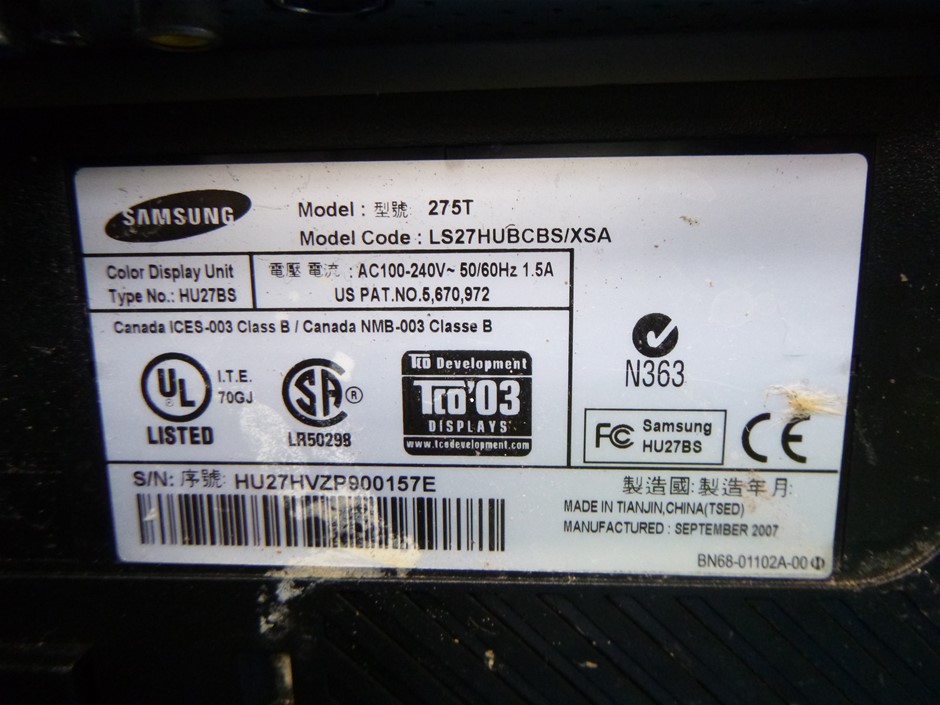 SAMSUNG
Model : 型號 275T
Model Code : LS27HUBCBS/XSA
Color Display Unit
Type No.: HU27BS
電壓 電流 : AC100-240V~ 50/60Hz 1.5A
US PAT.NO.5,670,972
Canada ICES-003 Class B / Canada NMB-003 Classe B
UL ®
LISTED
I.T.E.
70GJ
SA ®
LR50298
TCO Development
TCO'03
DISPLAYS
www.tcodevelopment.com
N363
FC Samsung
HU27BS
CE
S/N: 序號: HU27HVZP900157E
製造國:製造年月:
MADE IN TIANJIN,CHINA(TSED)
MANUFACTURED : SEPTEMBER 2007
BN68-01102A-00